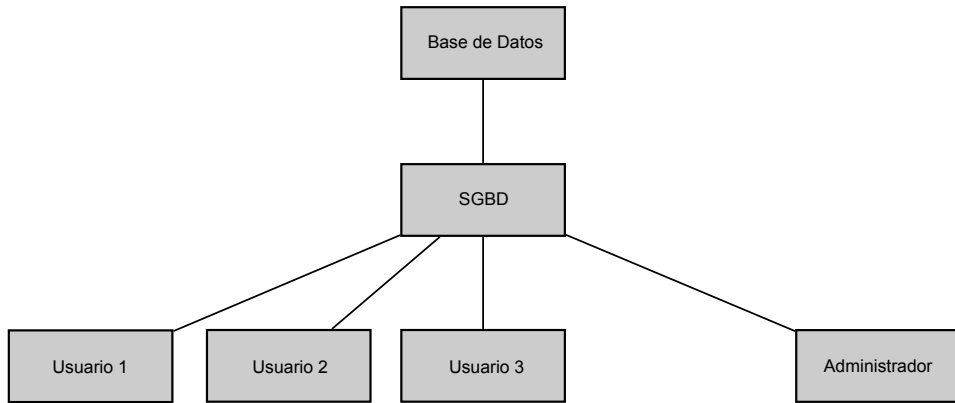 Base de Datos
SGBD
Usuario 1
Usuario 2
Usuario 3
Administrador